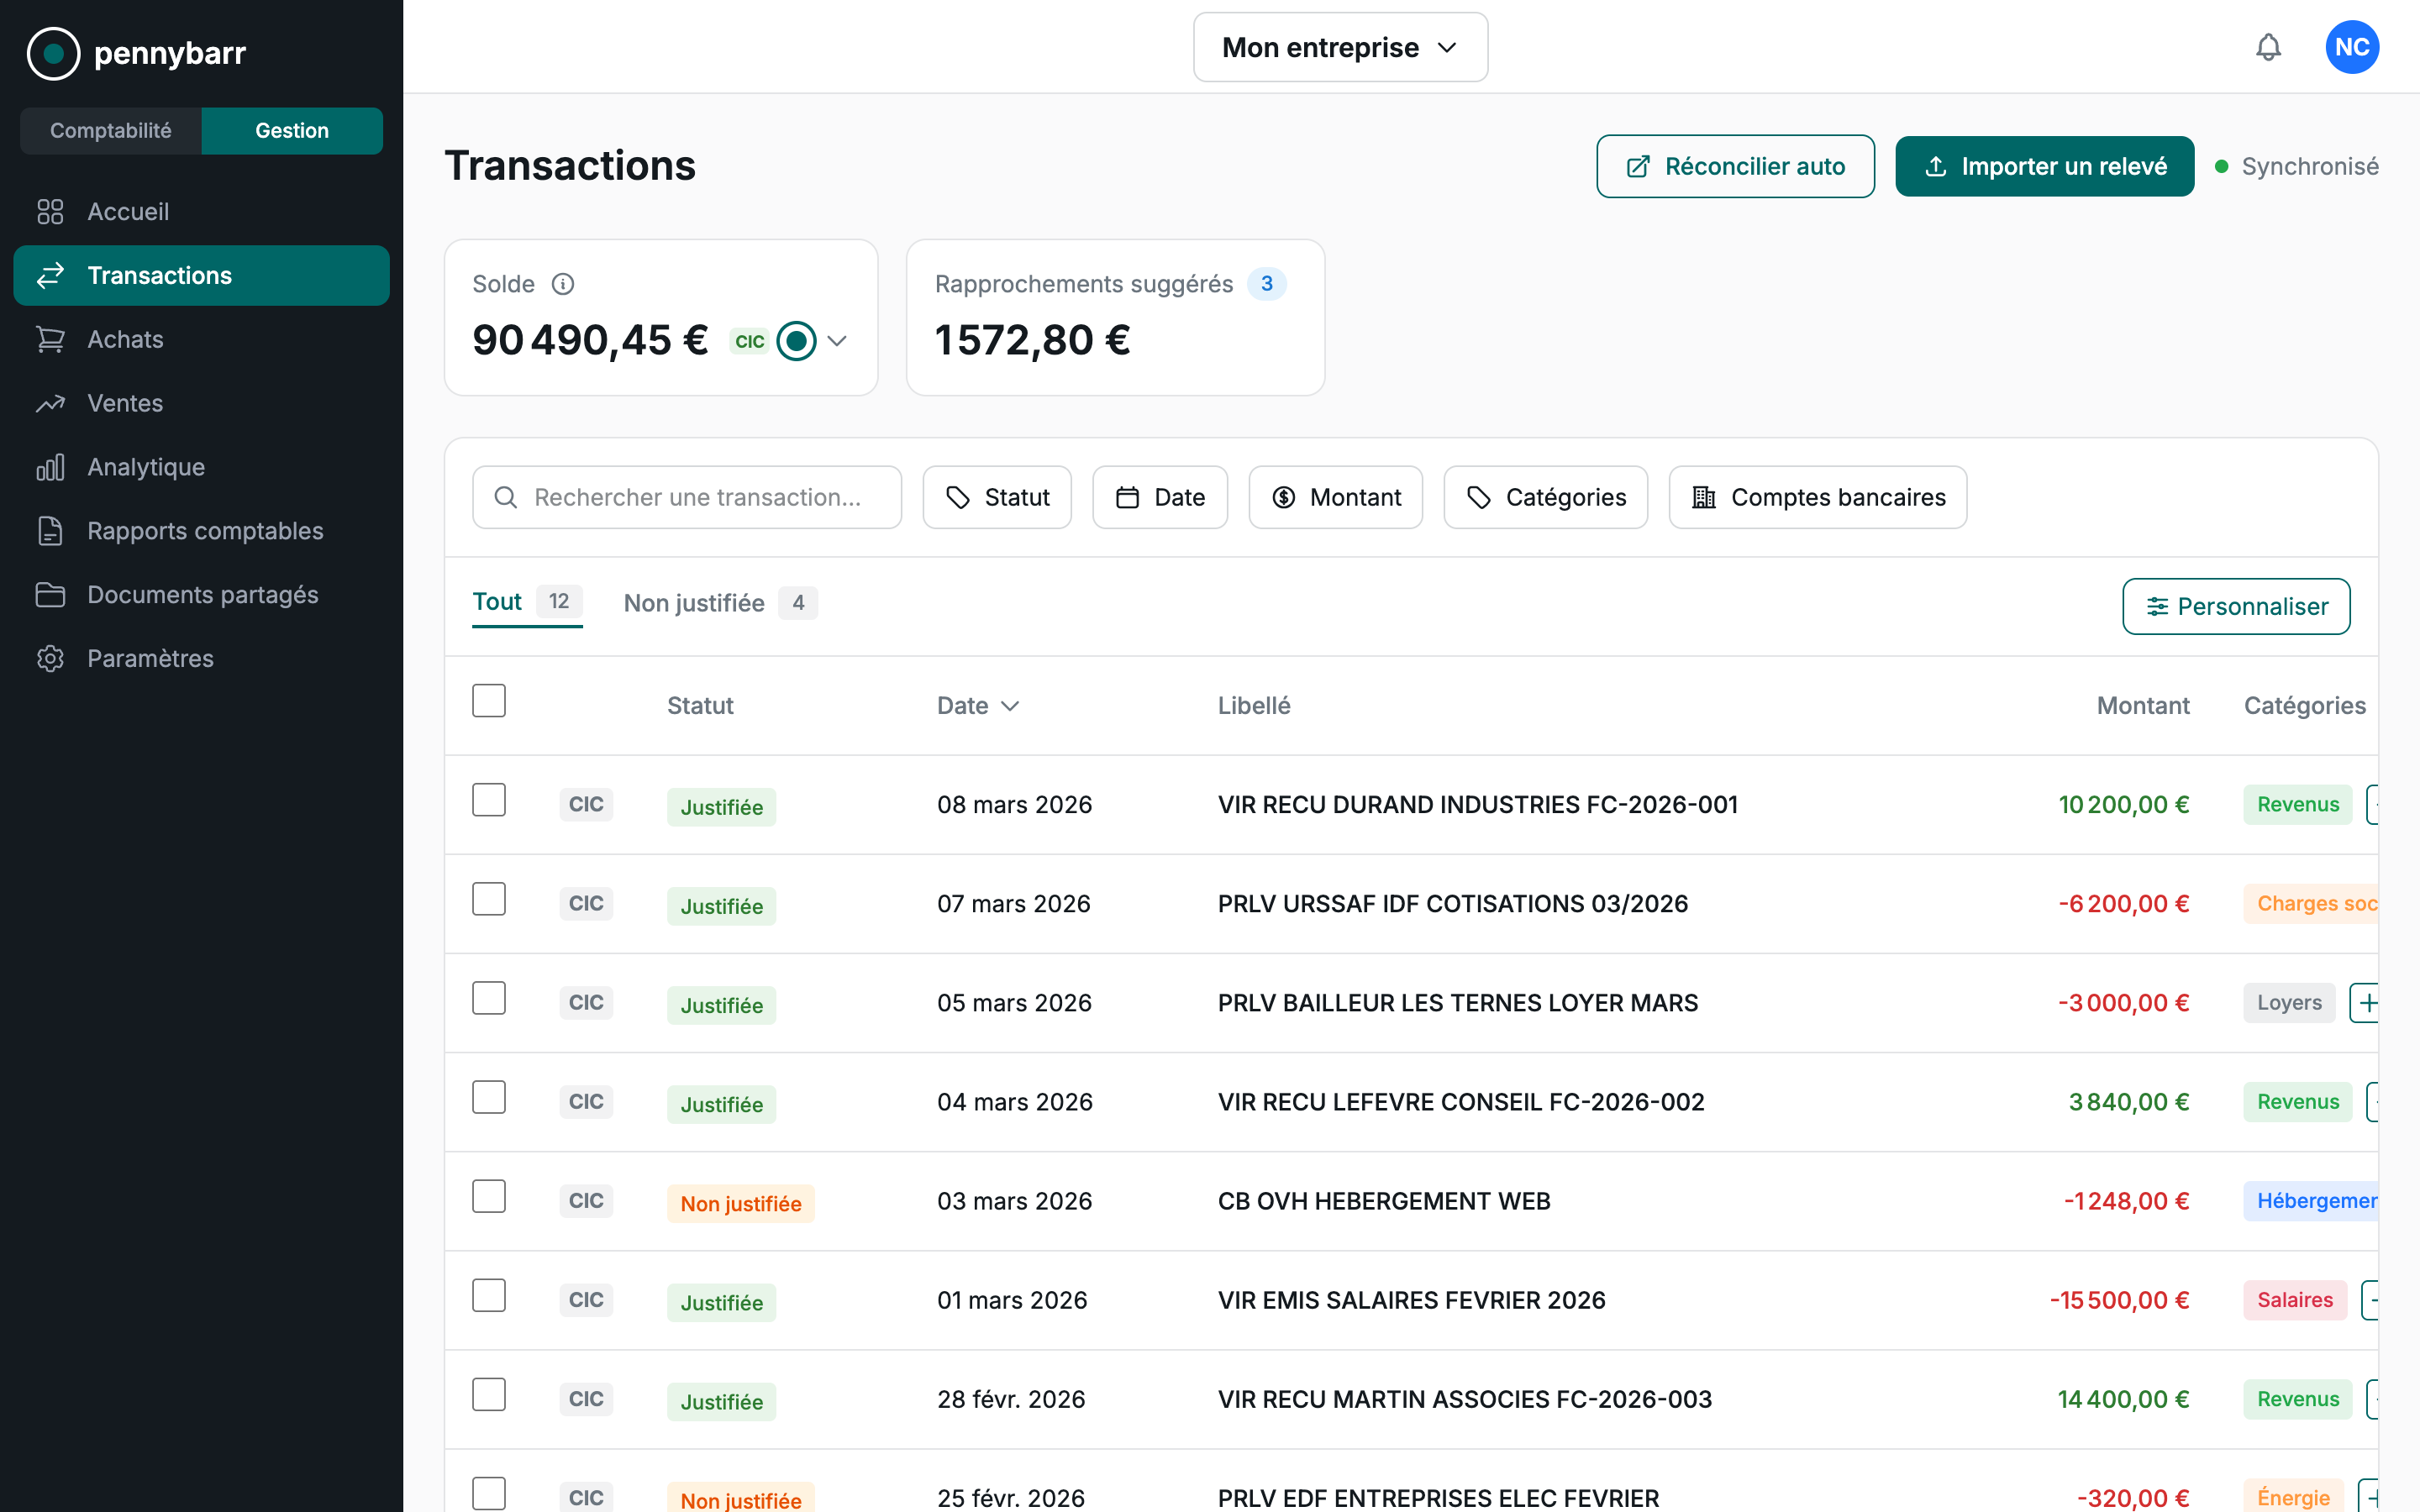 pennybarr
Comptabilité
Gestion
Accueil
Transactions
Achats
Ventes
Analytique
Rapports comptables
Documents partagés
Paramètres
Mon entreprise
NC
Transactions
Réconcilier auto
Importer un relevé
Synchronisé
Solde
90 490,45 € CIC
Rapprochements suggérés 3
1 572,80 €
Rechercher une transaction...
Statut
Date
Montant
Catégories
Comptes bancaires
Tout 12
Non justifiée 4
Personnaliser
Statut Date Libellé Montant Catégories
CIC Justifiée 08 mars 2026 VIR RECU DURAND INDUSTRIES FC-2026-001 10 200,00 € Revenus
CIC Justifiée 07 mars 2026 PRLV URSSAF IDF COTISATIONS 03/2026 -6 200,00 € Charges soc
CIC Justifiée 05 mars 2026 PRLV BAILLEUR LES TERNES LOYER MARS -3 000,00 € Loyers
CIC Justifiée 04 mars 2026 VIR RECU LEFEVRE CONSEIL FC-2026-002 3 840,00 € Revenus
CIC Non justifiée 03 mars 2026 CB OVH HEBERGEMENT WEB -1 248,00 € Hébergemen
CIC Justifiée 01 mars 2026 VIR EMIS SALAIRES FEVRIER 2026 -15 500,00 € Salaires
CIC Justifiée 28 févr. 2026 VIR RECU MARTIN ASSOCIES FC-2026-003 14 400,00 € Revenus
CIC Non justifiée 25 févr. 2026 PRLV EDF ENTREPRISES ELEC FEVRIER -320,00 € Énergie